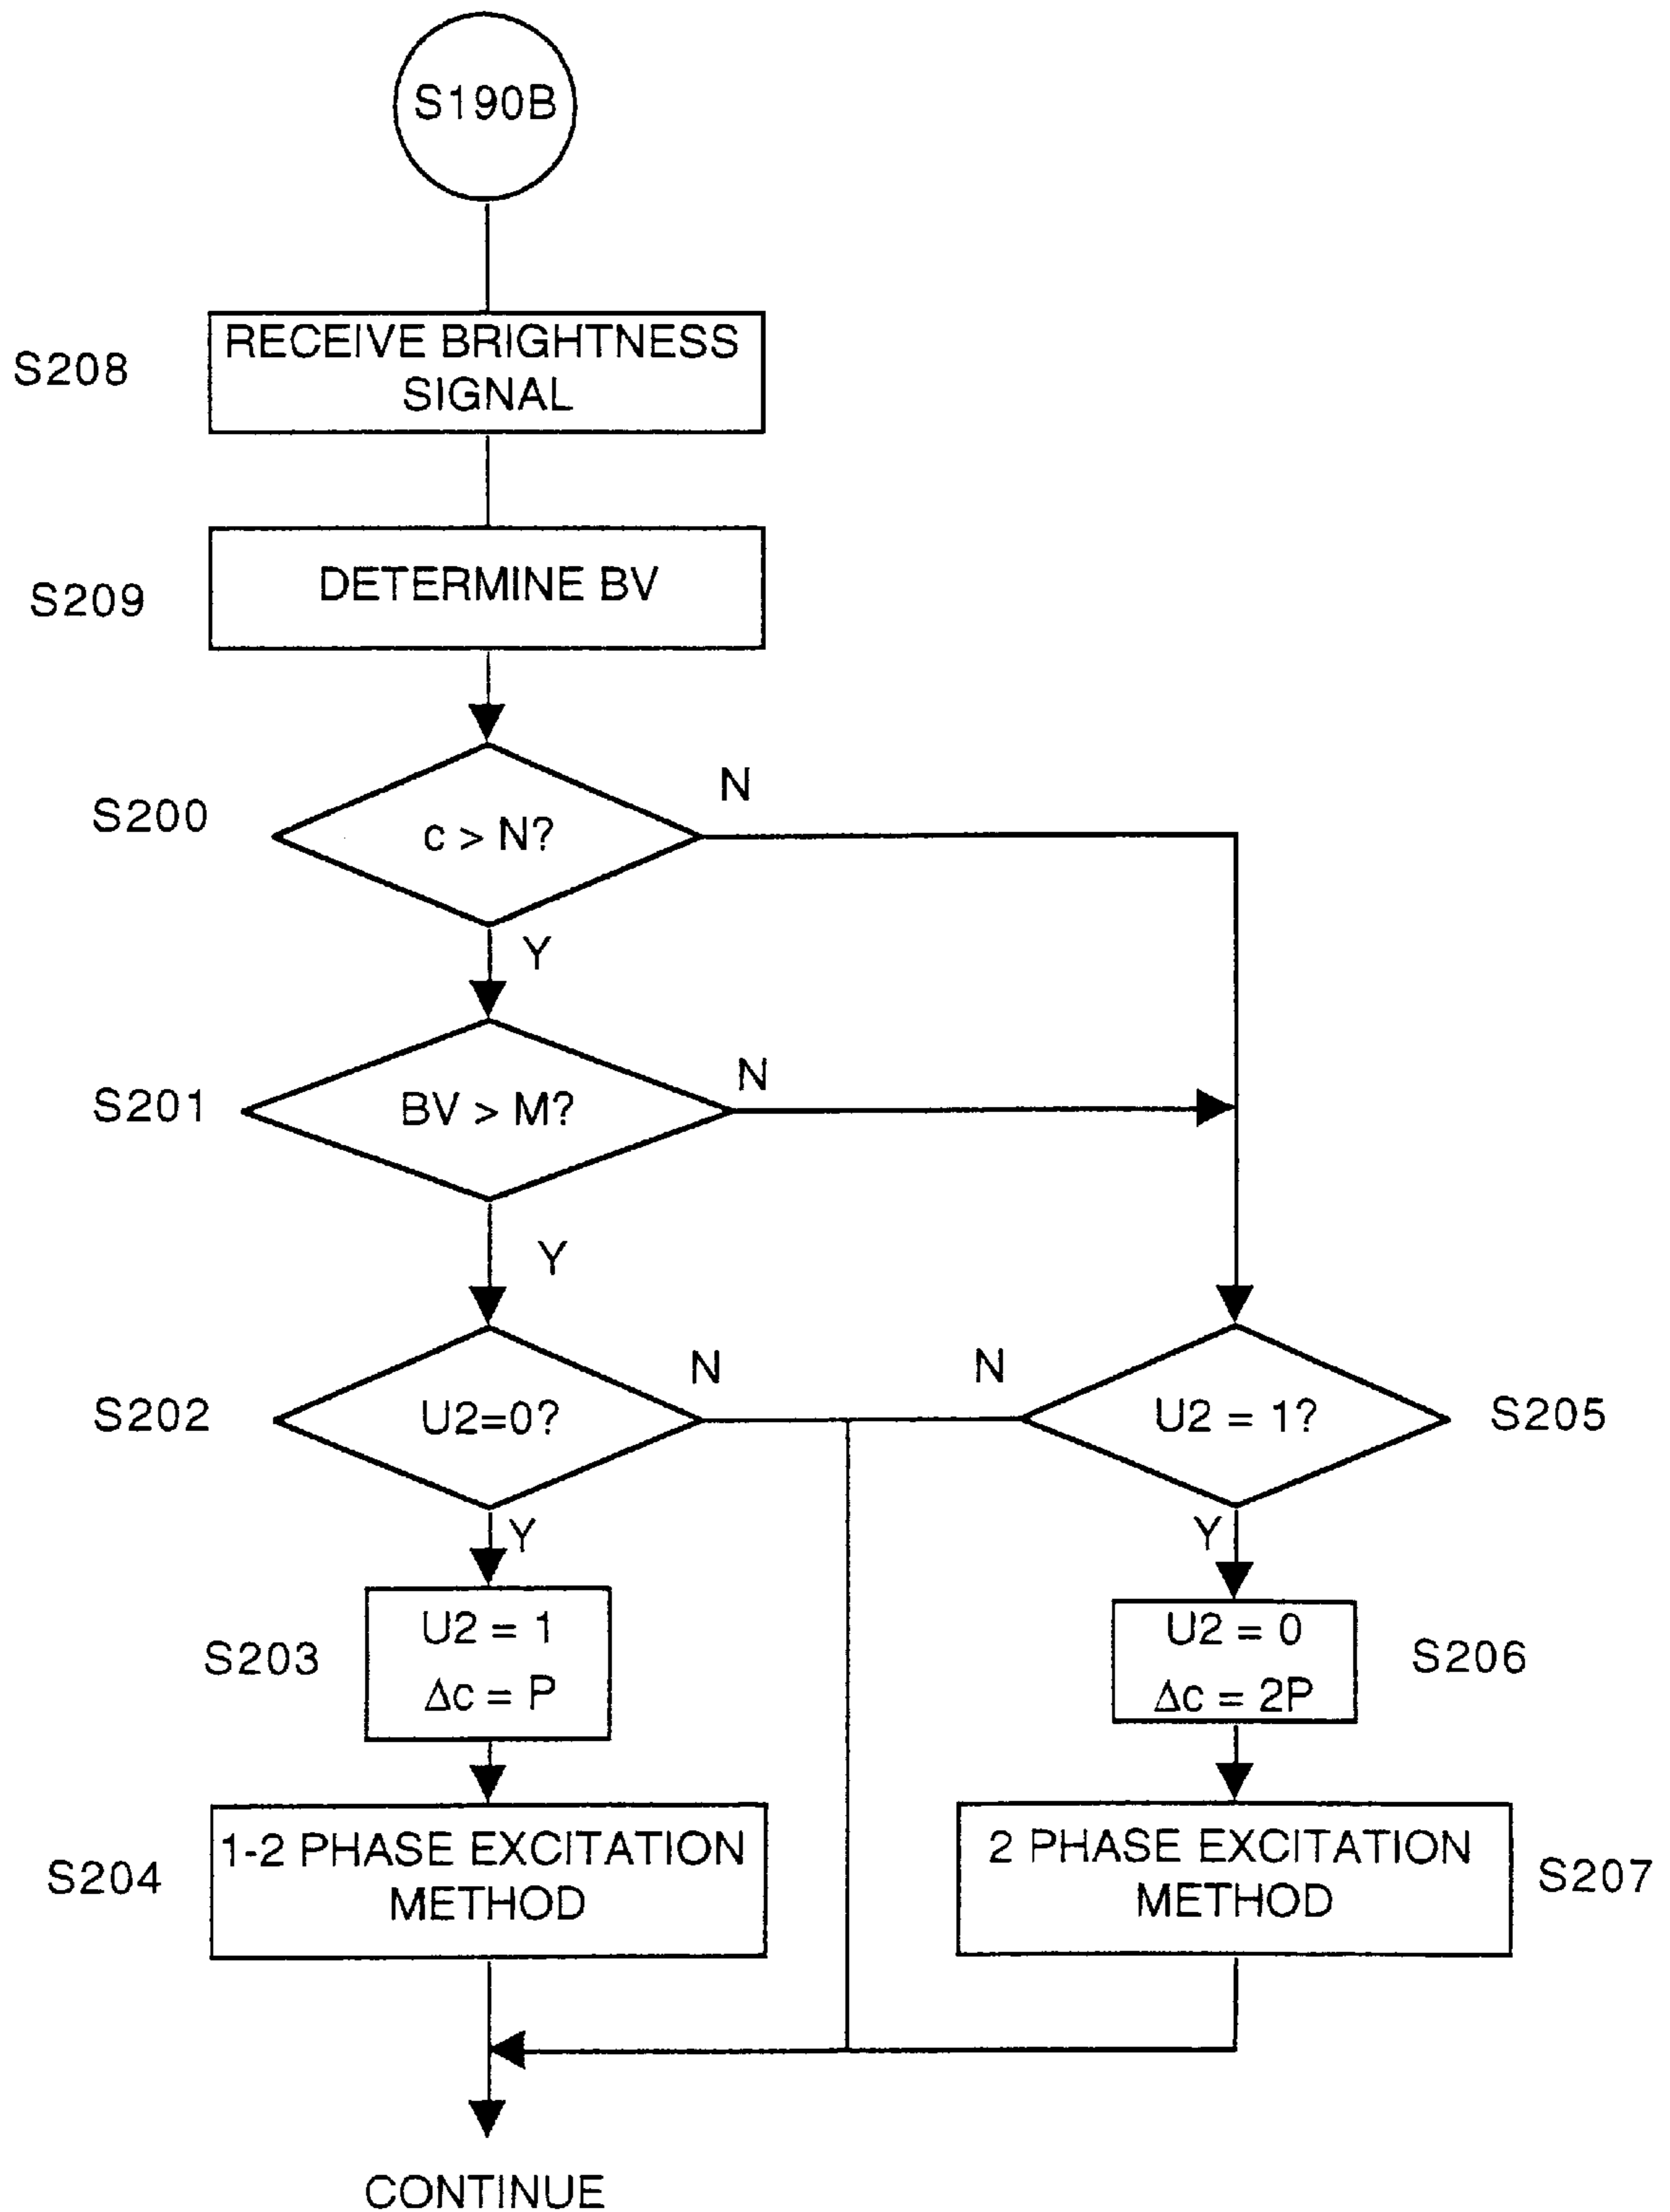 S190B
S208
RECEIVE BRIGHTNESS
SIGNAL
S209
DETERMINE BV
S200
c > N?
N
Y
S201
BV > M?
N
Y
S202
U2=0?
N
N
U2 = 1?
S205
Y
Y
S203
U2 = 1
Δc = P
U2 = 0
Δc = 2P
S206
S204
1-2 PHASE EXCITATION
METHOD
2 PHASE EXCITATION
METHOD
S207
CONTINUE